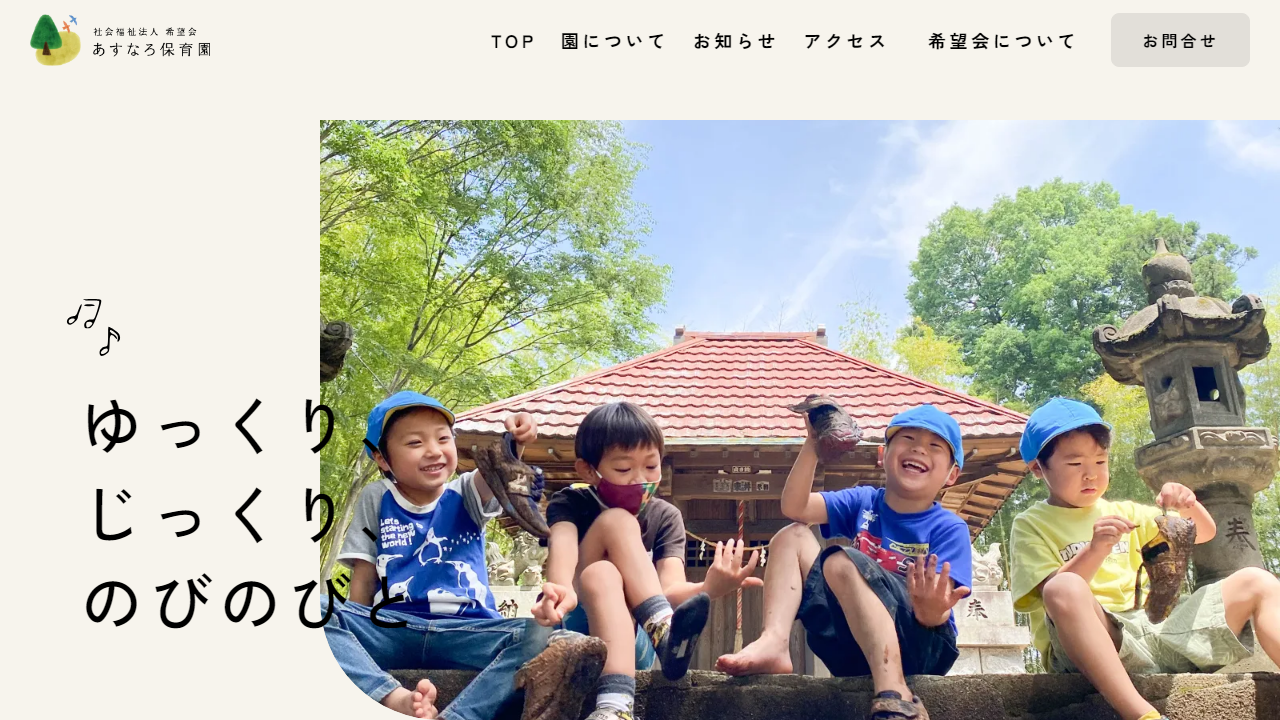 社会福祉法人 希望会
あすなろ保育園
TOP 園について お知らせ アクセス 希望会について お問合せ
ゆっくり、
じっくり、
のびのびと
Let's
starting
the new
world!
奉
奉